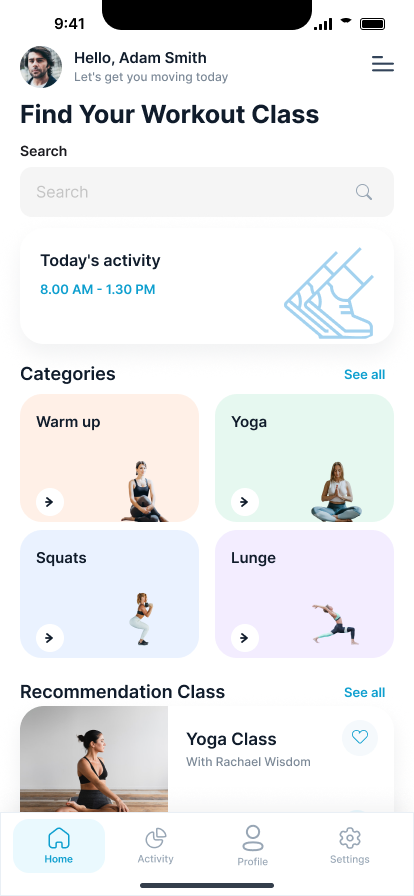 9:41
Hello, Adam Smith
Let's get you moving today
Find Your Workout Class
Search
Search
Today's activity
8.00 AM - 1.30 PM
Categories
See all
Warm up
Yoga
Squats
Lunge
Recommendation Class
See all
Yoga Class
With Rachael Wisdom
Home
Activity
Profile
Settings